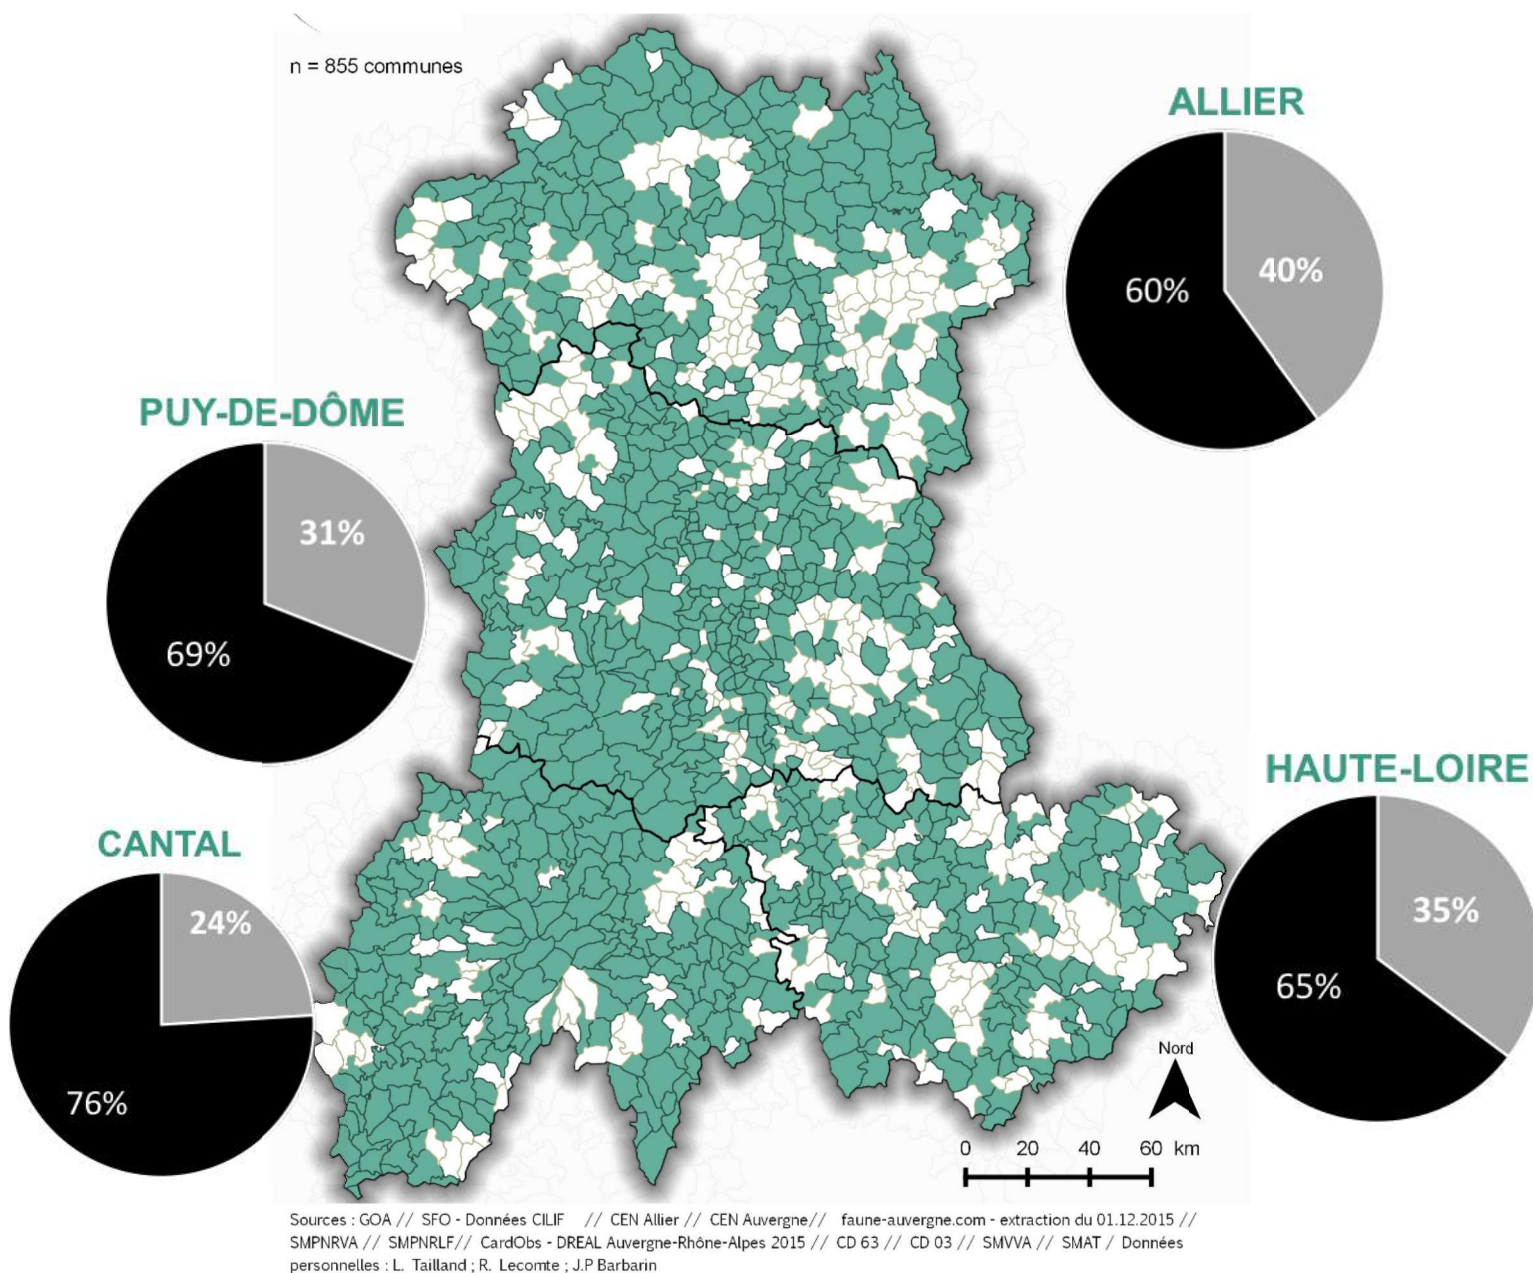 n = 855 communes
ALLIER
60%
40%
PUY-DE-DÔME
31%
69%
HAUTE-LOIRE
35%
65%
CANTAL
24%
76%
Nord
0 20 40 60 km
Sources : GOA // SFO - Données CILIF // CEN Allier // CEN Auvergne// faune-auvergne.com - extraction du 01.12.2015 //
SMPNRVA // SMPNRLF// CardObs - DREAL Auvergne-Rhône-Alpes 2015 // CD 63 // CD 03 // SMVVA // SMAT / Données
personnelles : L. Tailland ; R. Lecomte ; J.P Barbarin